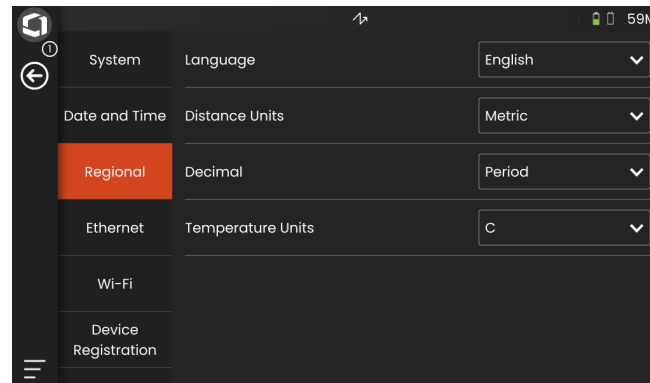 59M
1
System
Language
English
Date and Time
Distance Units
Metric
Regional
Decimal
Period
Ethernet
Temperature Units
C
Wi-Fi
Device
Registration